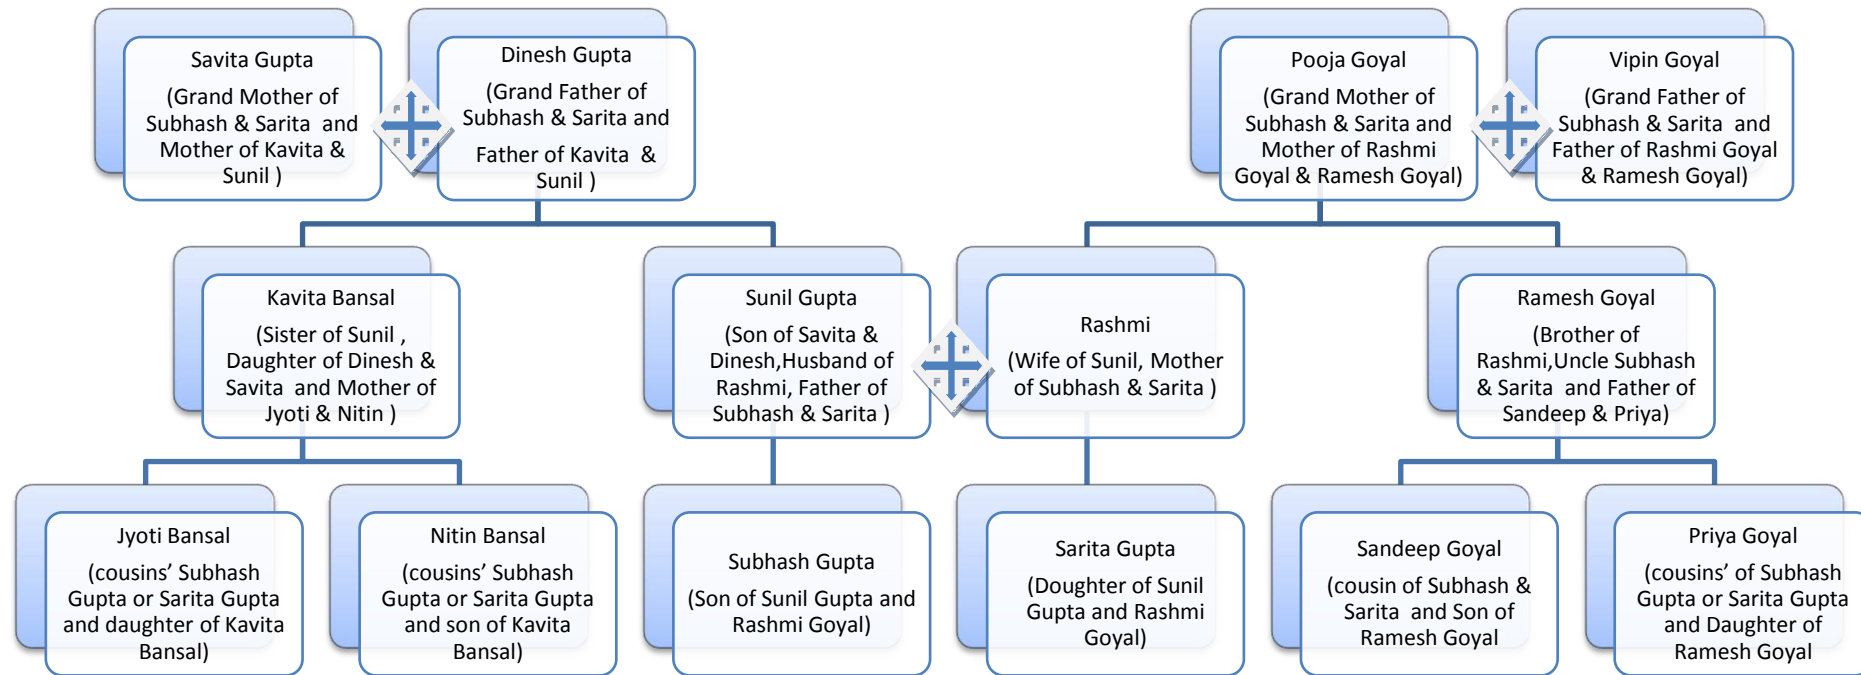 Savita Gupta
(Grand Mother of
Subhash & Sarita and
Mother of Kavita &
Sunil )
Dinesh Gupta
(Grand Father of
Subhash & Sarita and
Father of Kavita &
Sunil )
Pooja Goyal
(Grand Mother of
Subhash & Sarita and
Mother of Rashmi
Goyal & Ramesh Goyal)
Vipin Goyal
(Grand Father of
Subhash & Sarita and
Father of Rashmi Goyal
& Ramesh Goyal)
Kavita Bansal
(Sister of Sunil ,
Daughter of Dinesh &
Savita and Mother of
Jyoti & Nitin )
Sunil Gupta
(Son of Savita &
Dinesh,Husband of
Rashmi, Father of
Subhash & Sarita )
Rashmi
(Wife of Sunil, Mother
of Subhash & Sarita )
Ramesh Goyal
(Brother of
Rashmi,Uncle Subhash
& Sarita and Father of
Sandeep & Priya)
Jyoti Bansal
(cousins’ Subhash
Gupta or Sarita Gupta
and daughter of Kavita
Bansal)
Nitin Bansal
(cousins’ Subhash
Gupta or Sarita Gupta
and son of Kavita
Bansal)
Subhash Gupta
(Son of Sunil Gupta and
Rashmi Goyal)
Sarita Gupta
(Doughter of Sunil
Gupta and Rashmi
Goyal)
Sandeep Goyal
(cousin of Subhash &
Sarita and Son of
Ramesh Goyal
Priya Goyal
(cousins’ of Subhash
Gupta or Sarita Gupta
and Daughter of
Ramesh Goyal